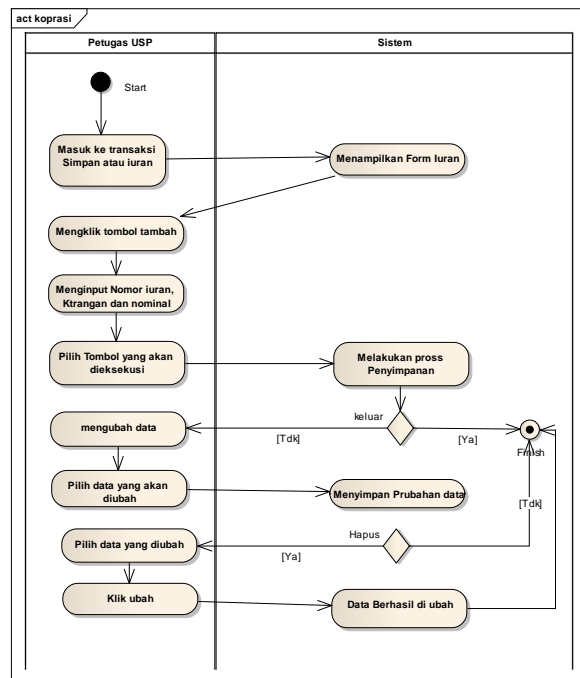 act koprasi
Petugas USP
Sistem
Start
Masuk ke transaksi
Simpan atau iuran
Menampilkan Form Iuran
Mengklik tombol tambah
Menginput Nomor iuran,
Ktrangan dan nominal
Pilih Tombol yang akan
dieksekusi
Melakukan pross
Penyimpanan
keluar
mengubah data
[Tdk]
[Ya]
Finish
Pilih data yang akan
diubah
Menyimpan Prubahan data
[Tdk]
Hapus
Pilih data yang diubah
[Ya]
Klik ubah
Data Berhasil di ubah